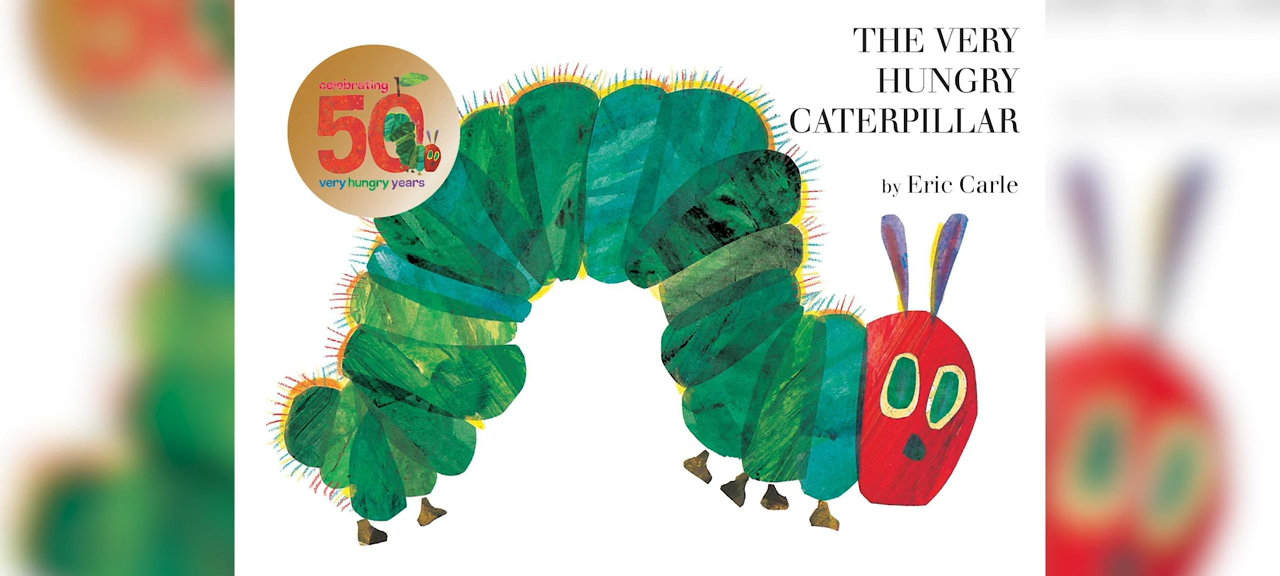 THE VERY
HUNGRY
CATERPILLAR
by Eric Carle
celebrating
50
very hungry years